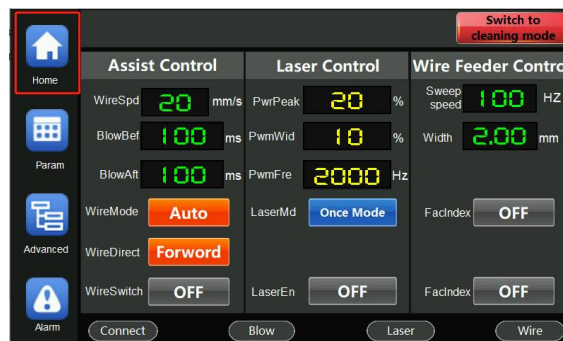 Switch to
cleaning mode
Home
Assist Control
Laser Control
Wire Feeder Contro
WireSpd 20 mm/s
PwrPeak 20 %
Sweep
speed 100 HZ
BlowBef 100 ms
PwmWid 10 %
Width 2.00 mm
BlowAft 100 ms
PwmFre 2000 Hz
Param
WireMode Auto
LaserMd Once Mode
FacIndex OFF
WireDirect Forword
Advanced
WireSwitch OFF
LaserEn OFF
FacIndex OFF
Alarm
Connect
Blow
Laser
Wire